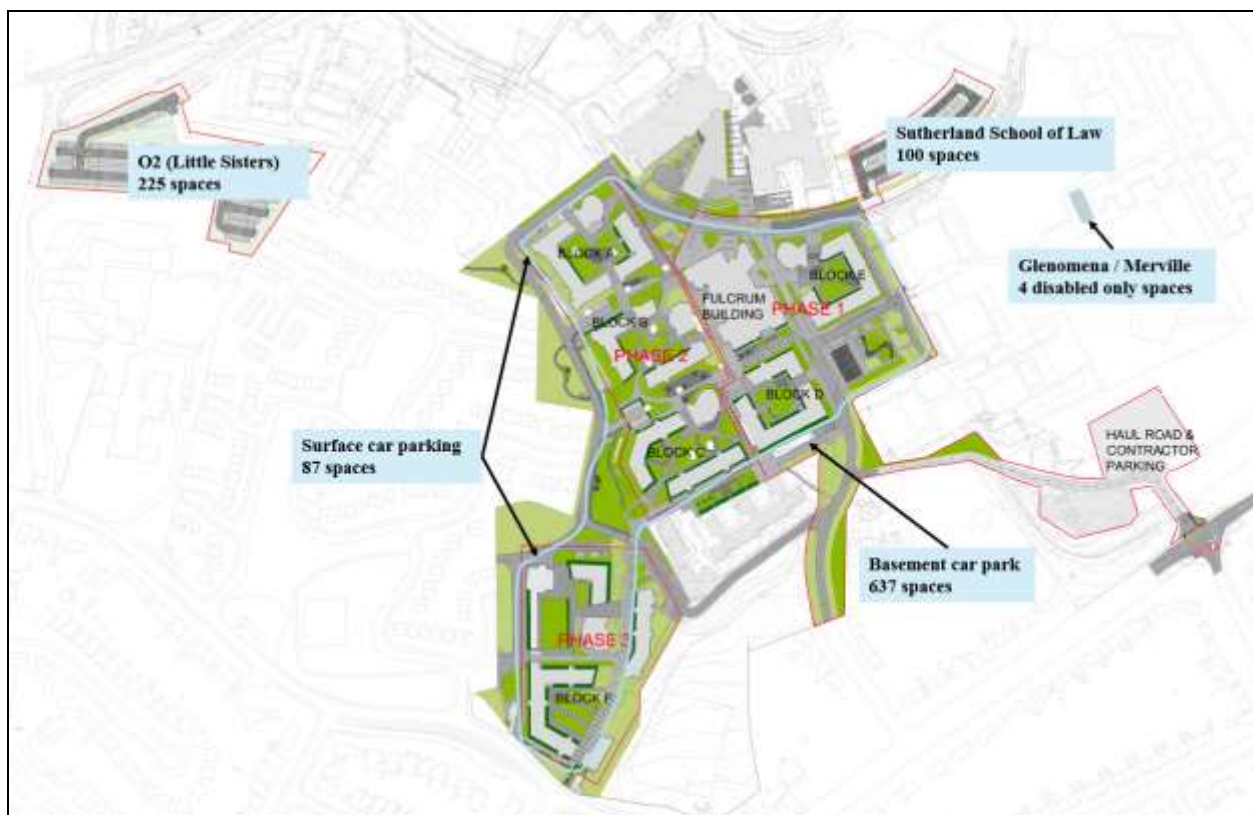 O2 (Little Sisters)
225 spaces
Sutherland School of Law
100 spaces
Glenomena / Merville
4 disabled only spaces
BLOCK A
BLOCK E
FULCRUM
BUILDING
PHASE 1
BLOCK B
PHASE 2
BLOCK D
Surface car parking
87 spaces
BLOCK C
HAUL ROAD &
CONTRACTOR
PARKING
Basement car park
637 spaces
PHASE 3
BLOCK F